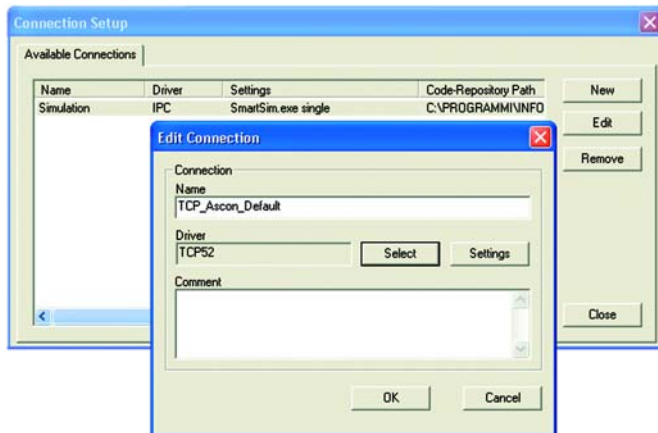 Connection Setup
Available Connections
Name Driver Settings Code-Repository Path
Simulation IPC SmartSim.exe single C:\PROGRAMMI\INFO
New
Edit
Remove
Close
Edit Connection
Connection
Name
TCP_Ascon_Default
Driver
TCP52
Select
Settings
Comment
OK
Cancel